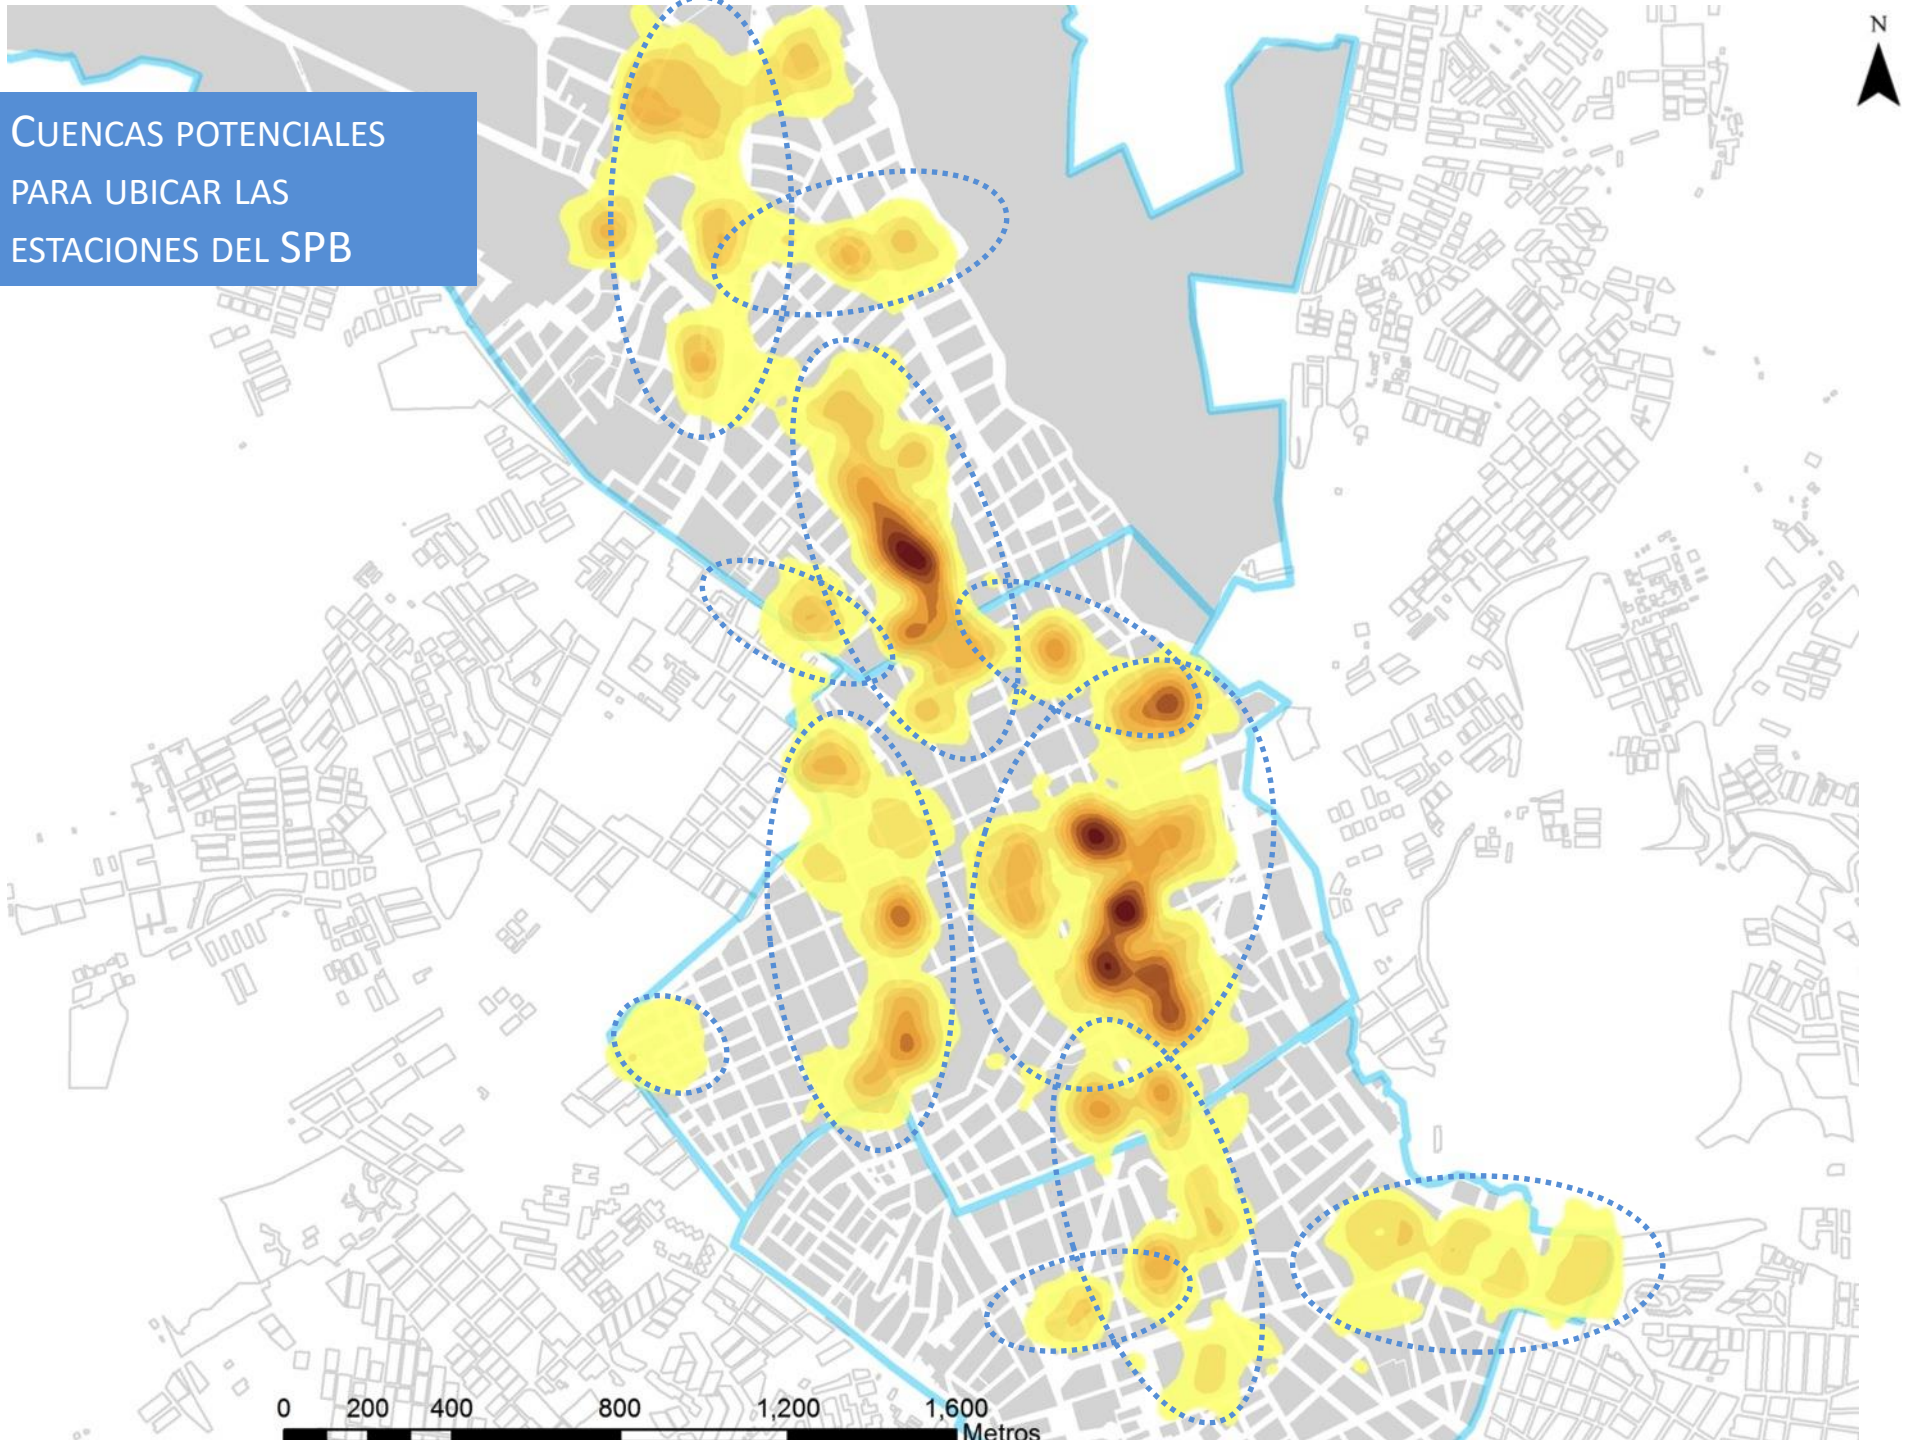 N
CUENCAS POTENCIALES
PARA UBICAR LAS
ESTACIONES DEL SPB
0 200 400 800 1,200 1,600
Metros